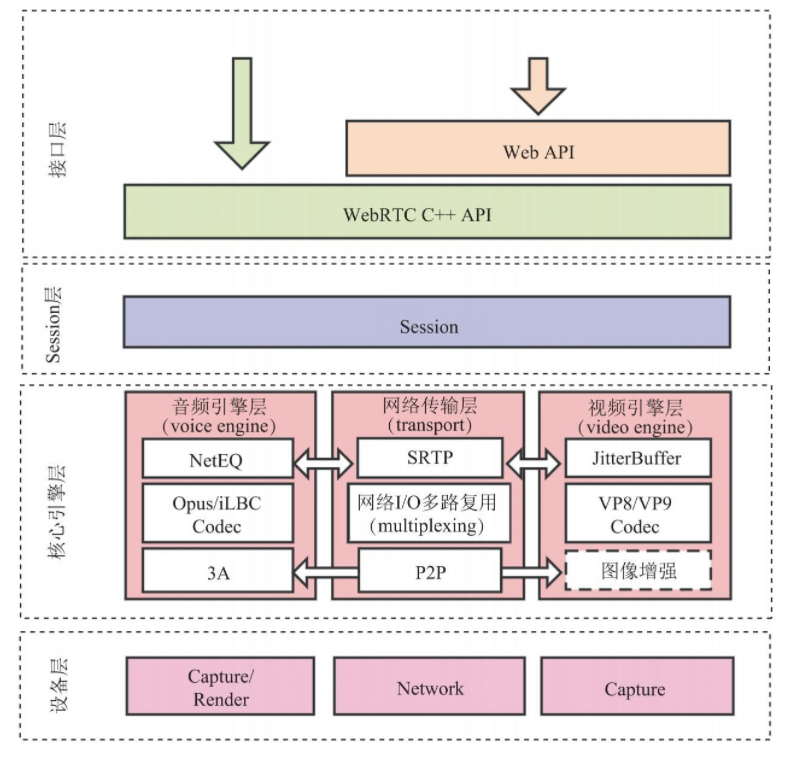 接口层
Web API
WebRTC C++ API
Session层
Session
核心引擎层
音频引擎层
（voice engine）
NetEQ
Opus/iLBC
Codec
3A
网络传输层
（transport）
SRTP
网络I/O多路复用
（multiplexing）
P2P
视频引擎层
（video engine）
JitterBuffer
VP8/VP9
Codec
图像增强
设备层
Capture/
Render
Network
Capture